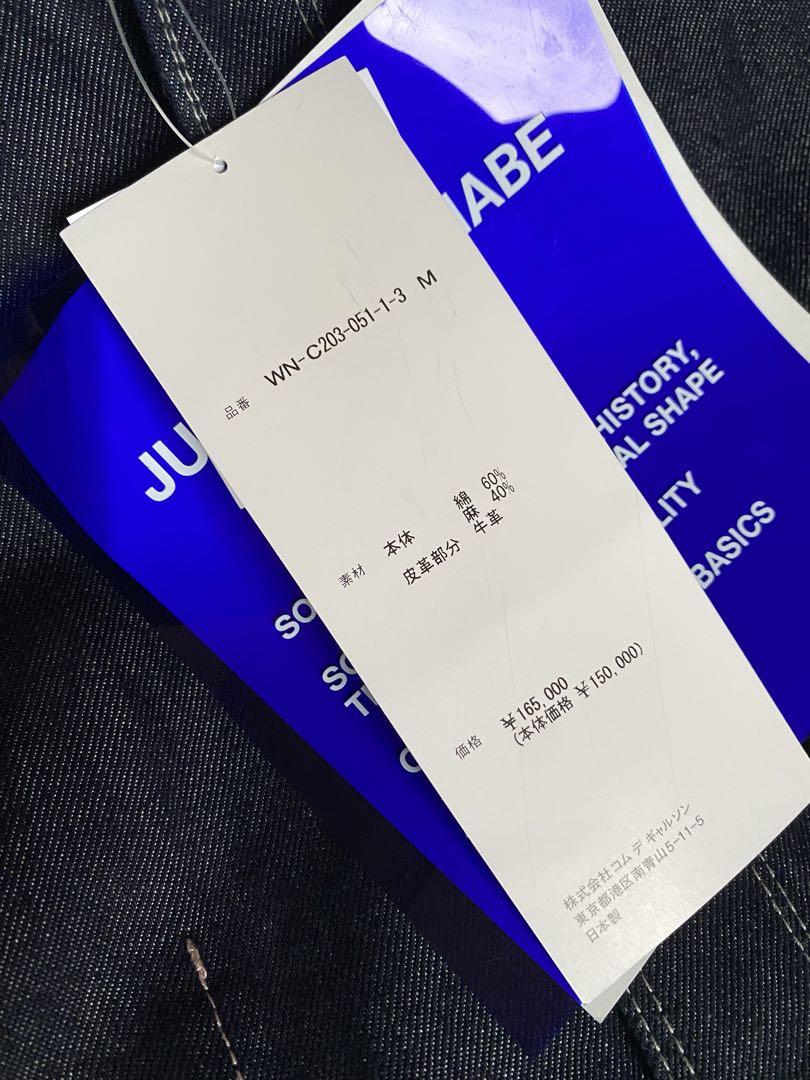 品番 WN-C203-051-1-3 M
素材 本体 綿 60%
麻 40%
皮革部分 牛革
価格 ¥165,000
(本体価格 ¥150,000)
株式会社コム デ ギャルソン
東京都港区南青山5-11-5
日本製
HISTORY,
SHAPE
BASICS